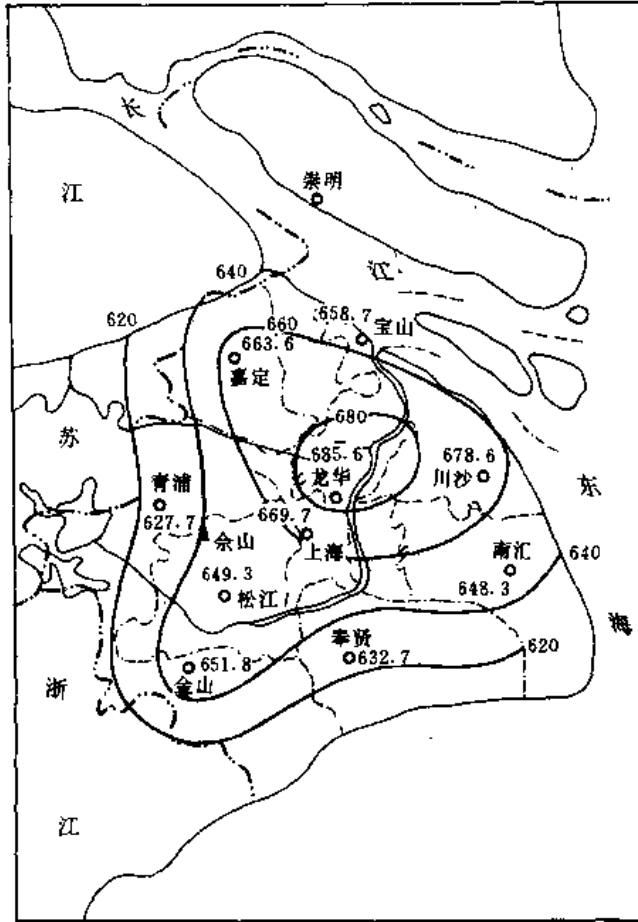 长
江
崇明
江
640
620
658.7
660
宝山
663.6
嘉定
680
苏
685.6
678.6
龙华
川沙
东
青浦
627.7
669.7
佘山
上海
南汇
640
649.3
648.3
松江
海
奉贤
632.7
620
651.8
金山
浙
江